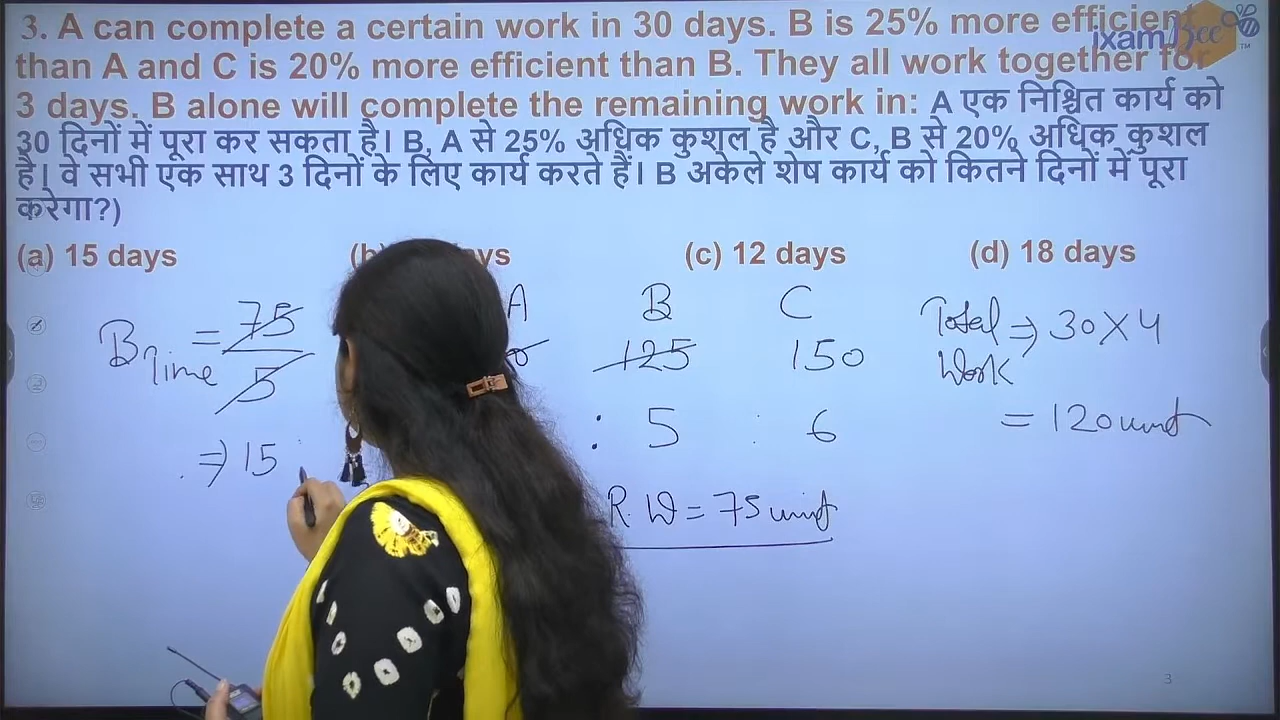 3. A can complete a certain work in 30 days. B is 25% more efficient
than A and C is 20% more efficient than B. They all work together for
3 days. B alone will complete the remaining work in: A एक निश्चित कार्य को
30 दिनों में पूरा कर सकता है। B, A से 25% अधिक कुशल है और C, B से 20% अधिक कुशल
है। वे सभी एक साथ 3 दिनों के लिए कार्य करते हैं। B अकेले शेष कार्य को कितने दिनों में पूरा
करेगा?)
ixamBee
TM
(a) 15 days (b) (c) 12 days (d) 18 days
A B C
125 150
: 5 : 6
R.W = 75 unit
B Time = 75
5
⇒ 15
Total Work ⇒ 30 X 4
= 120 unit
3